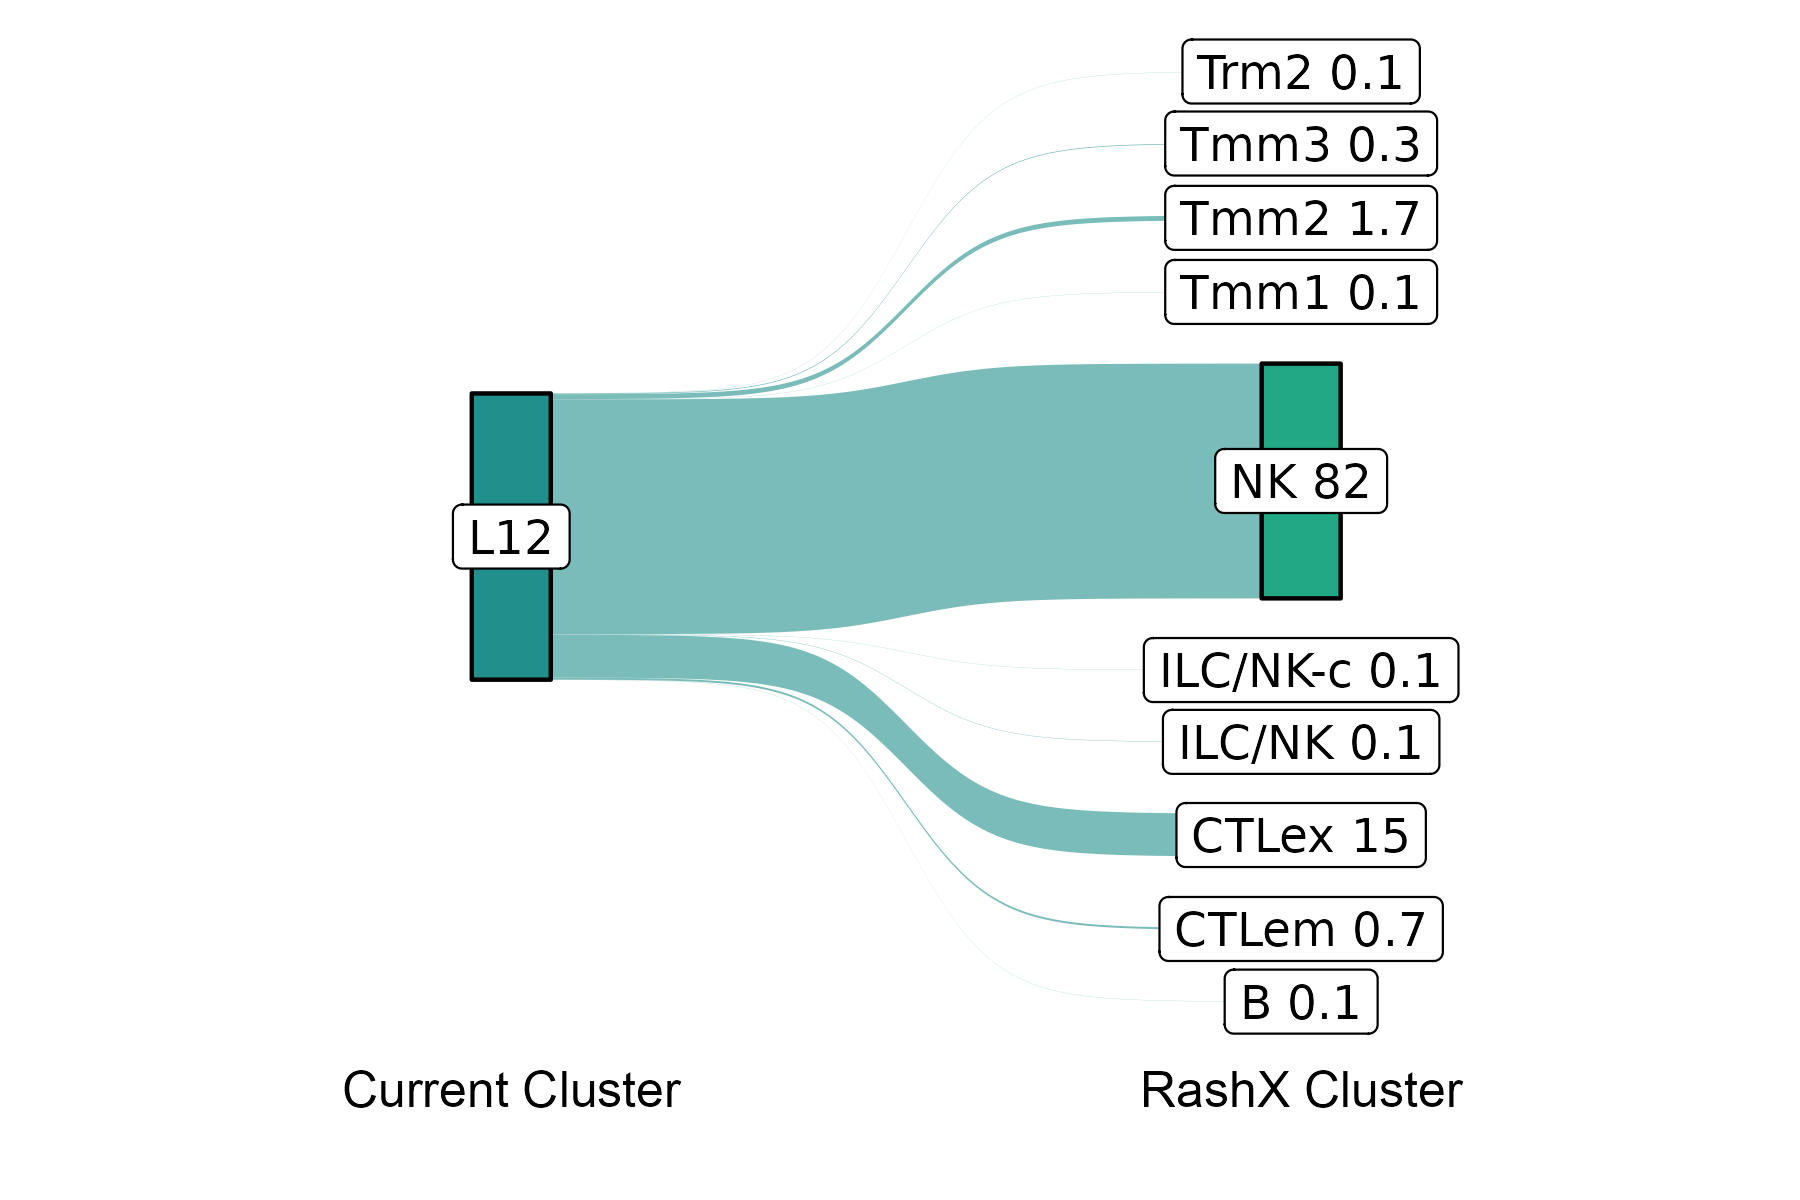 Trm2 0.1
Tmm3 0.3
Tmm2 1.7
Tmm1 0.1
NK 82
L12
ILC/NK-c 0.1
ILC/NK 0.1
CTLex 15
CTLem 0.7
B 0.1
Current Cluster
RashX Cluster